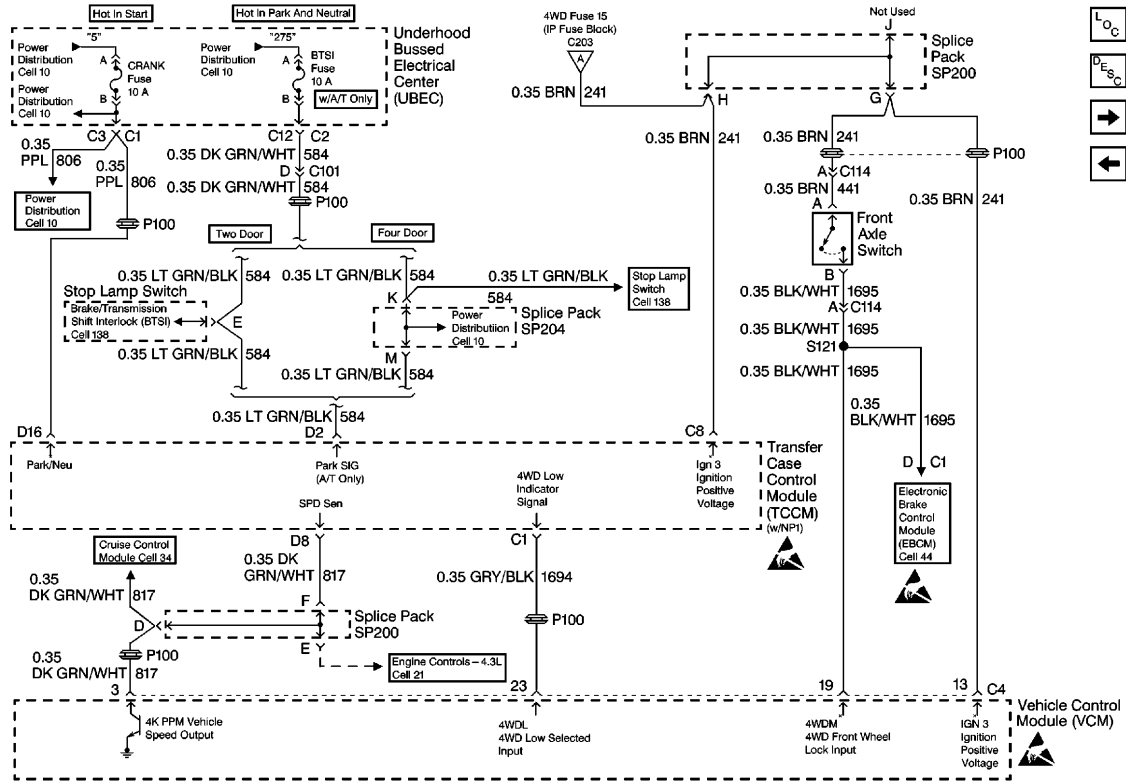 Hot In Start
Hot In Park And Neutral
"5"
"275"
Power
Distribution
Cell 10
A
CRANK
Fuse
10 A
Power
Distribution
Cell 10
B
A
BTSI
Fuse
10 A
B
w/A/T Only
Underhood
Bussed
Electrical
Center
(UBEC)
4WD Fuse 15
(IP Fuse Block)
C203
A
0.35 BRN 241
Not Used
J
Splice
Pack
SP200
H
G
LOC
DESC
C3 C1
0.35
PPL 806
0.35
PPL 806
Power
Distribution
Cell 10
P100
C12 C2
0.35 DK GRN/WHT 584
D C101
0.35 DK GRN/WHT 584
P100
0.35 BRN 241
0.35 BRN 241
P100
A C114
0.35 BRN 441
A
Front
Axle
Switch
0.35 BRN 241
B
0.35 BLK/WHT 1695
A C114
0.35 BLK/WHT 1695
S121
0.35 BLK/WHT 1695
0.35
BLK/WHT 1695
D C1
Electronic
Brake
Control
Module
(EBCM)
Cell 44
Two Door
Four Door
0.35 LT GRN/BLK 584
0.35 LT GRN/BLK 584
0.35 LT GRN/BLK
584
Stop Lamp
Switch
Cell 138
Stop Lamp Switch
Brake/Transmission
Shift Interlock (BTSI)
Cell 138
E
K
Power
Distributiion
Cell 10
Splice Pack
SP204
M
0.35 LT GRN/BLK 584
0.35 LT GRN/BLK 584
0.35 LT GRN/BLK 584
D16
D2
C8
Park/Neu
Park SIG
(A/T Only)
SPD Sen
4WD Low
Indicator
Signal
Ign 3
Ignition
Positive
Voltage
Transfer
Case
Control
Module
(TCCM)
(w/NP1)
D8
C1
Cruise Control
Module Cell 34
0.35
DK GRN/WHT 817
0.35 DK
GRN/WHT 817
0.35 GRY/BLK 1694
F
D
Splice Pack
SP200
E
P100
P100
0.35
DK GRN/WHT 817
Engine Controls – 4.3L
Cell 21
3
23
19
13 C4
4K PPM Vehicle
Speed Output
4WDL
4WD Low Selected
Input
4WDM
4WD Front Wheel
Lock Input
IGN 3
Ignition
Positive
Voltage
Vehicle Control
Module (VCM)